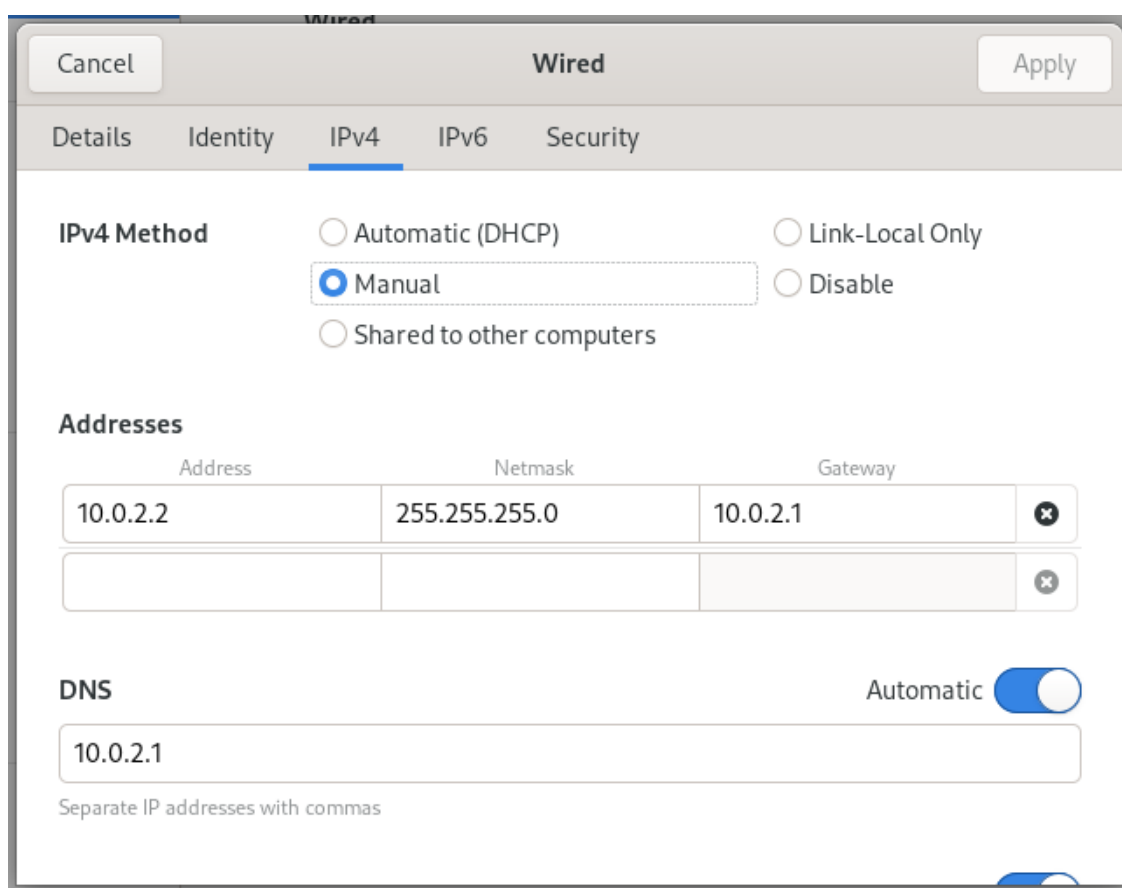 Wired
Cancel Wired Apply
Details Identity IPv4 IPv6 Security
IPv4 Method Automatic (DHCP) Link-Local Only
Manual Disable
Shared to other computers
Addresses
Address Netmask Gateway
10.0.2.2 255.255.255.0 10.0.2.1
DNS Automatic
10.0.2.1
Separate IP addresses with commas